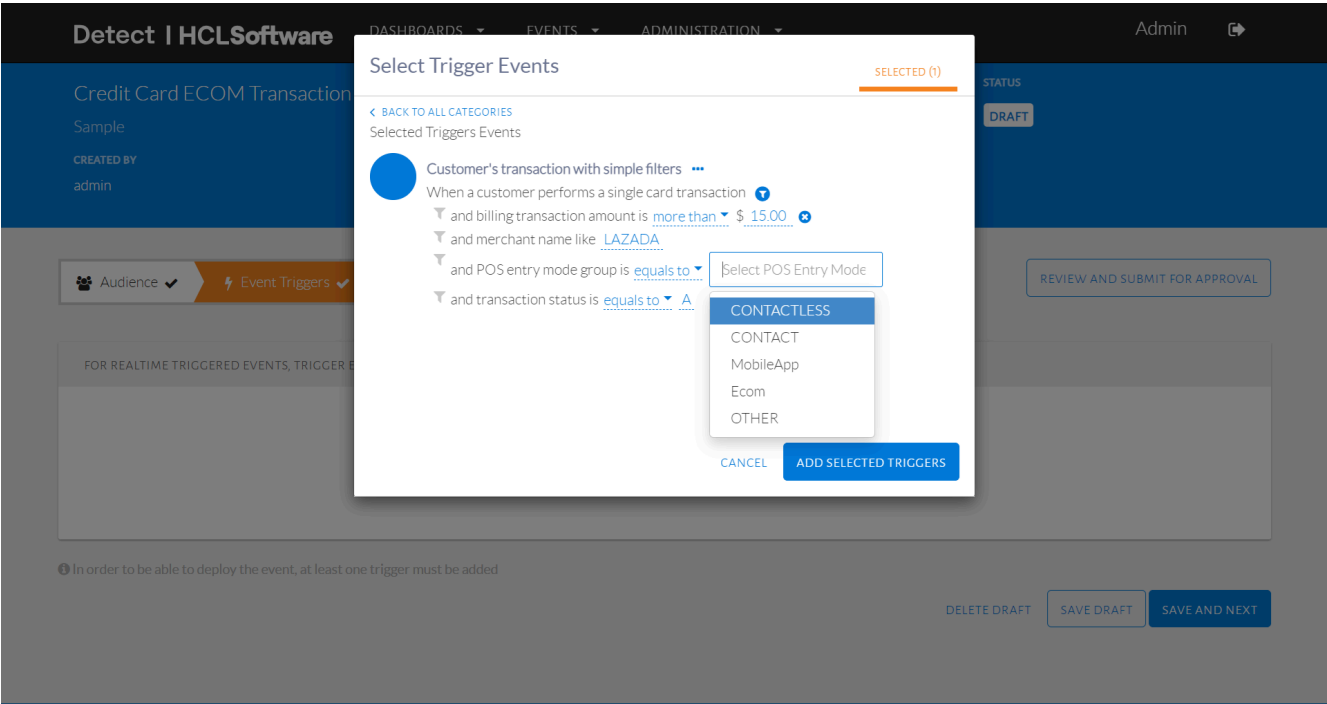 Detect | HCLSoftware
DASHBOARDS EVENTS ADMINISTRATION
Admin
Credit Card ECOM Transaction
Sample
CREATED BY
admin
STATUS
DRAFT
Select Trigger Events
SELECTED (1)
BACK TO ALL CATEGORIES
Selected Triggers Events
Customer's transaction with simple filters •••
When a customer performs a single card transaction
and billing transaction amount is more than $ 15.00
and merchant name like LAZADA
and POS entry mode group is equals to Select POS Entry Mode
and transaction status is equals to A
CONTACTLESS
CONTACT
MobileApp
Ecom
OTHER
CANCEL ADD SELECTED TRIGGERS
Audience Event Triggers
REVIEW AND SUBMIT FOR APPROVAL
FOR REALTIME TRIGGERED EVENTS, TRIGGER
In order to be able to deploy the event, at least one trigger must be added
DELETE DRAFT SAVE DRAFT SAVE AND NEXT